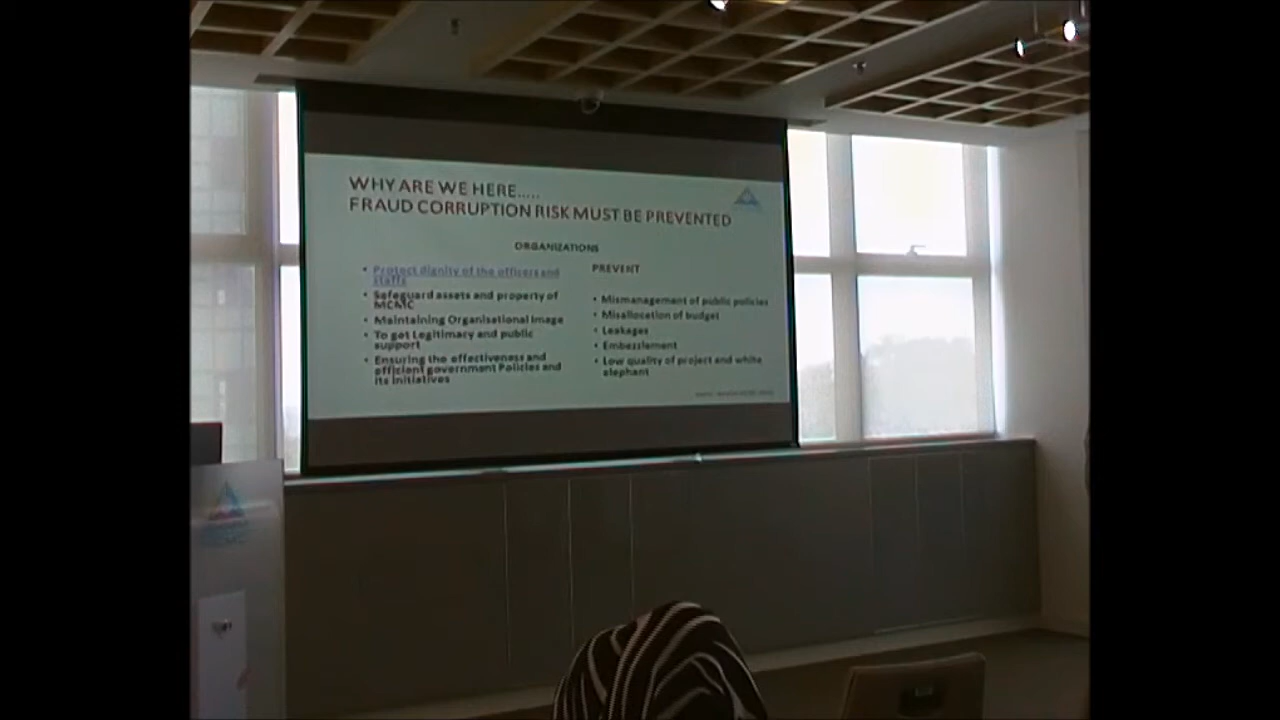 WHY ARE WE HERE.....
FRAUD CORRUPTION RISK MUST BE PREVENTED
ORGANIZATIONS
• Protect dignity of the officers and
staffs
• Safeguard assets and property of
MCMC
• Maintaining Organisational Image
• To get Legitimacy and public
support
• Ensuring the effectiveness and
efficient government Policies and
its Initiatives
PREVENT
• Mismanagement of public policies
• Misallocation of budget
• Leakages
• Embezzlement
• Low quality of project and white
elephant